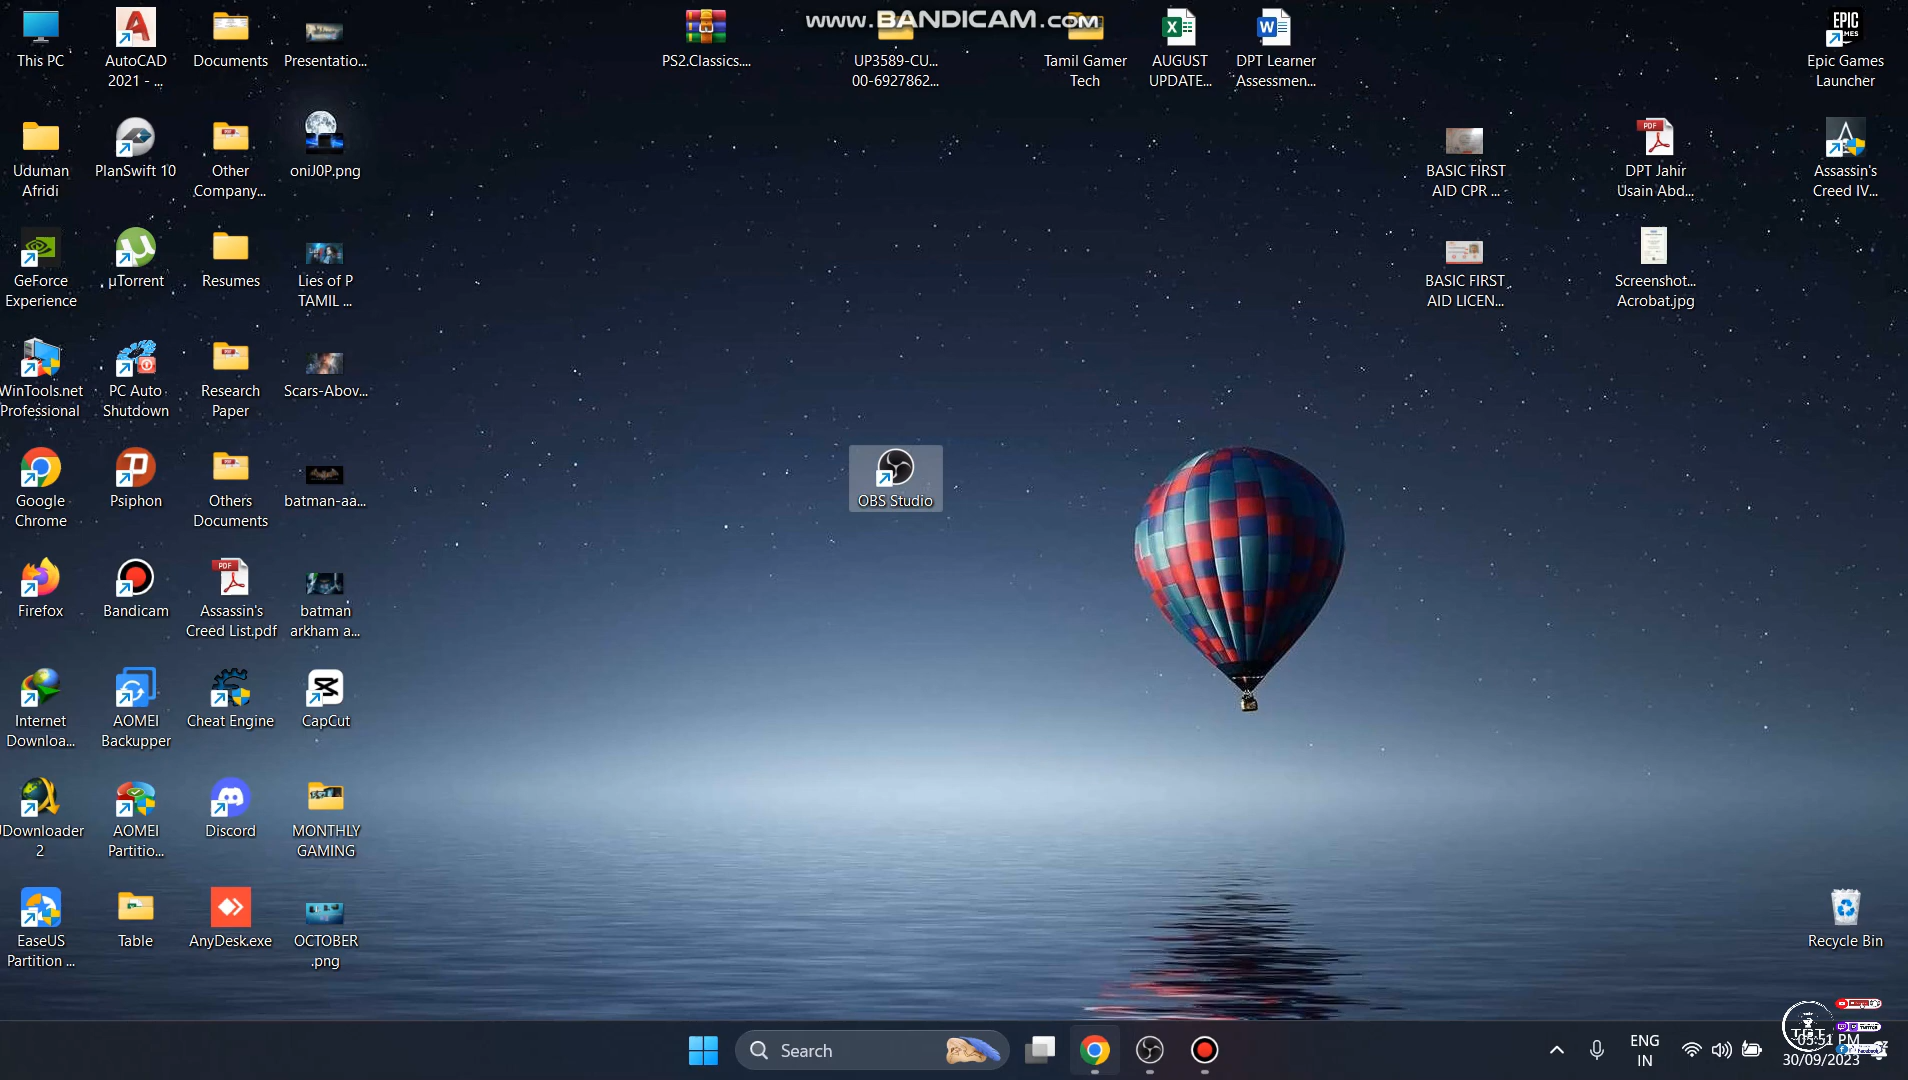 www.BANDICAM.com
This PC
AutoCAD
2021 - ...
Documents
Presentatio...
PS2.Classics....
UP3589-CU...
00-6927862...
Tamil Gamer
Tech
AUGUST
UPDATE...
DPT Learner
Assessmen...
EPIC
Epic Games
Launcher
Uduman
Afridi
PlanSwift 10
Other
Company...
oniJ0P.png
BASIC FIRST
AID CPR ...
PDF
DPT Jahir
Usain Abd...
Assassin's
Creed IV...
GeForce
Experience
µTorrent
Resumes
Lies of P
TAMIL ...
BASIC FIRST
AID LICEN...
Screenshot...
Acrobat.jpg
WinTools.net
Professional
PC Auto
Shutdown
Research
Paper
Scars-Abov...
Google
Chrome
Psiphon
Others
Documents
batman-aa...
OBS Studio
Firefox
Bandicam
PDF
Assassin's
Creed List.pdf
batman
arkham a...
Internet
Downloa...
AOMEI
Backupper
Cheat Engine
CapCut
JDownloader
2
AOMEI
Partitio...
Discord
MONTHLY
GAMING
EaseUS
Partition ...
Table
AnyDesk.exe
OCTOBER
.png
Recycle Bin
Search
ENG
IN
TGT
05:51 PM
30/09/2023